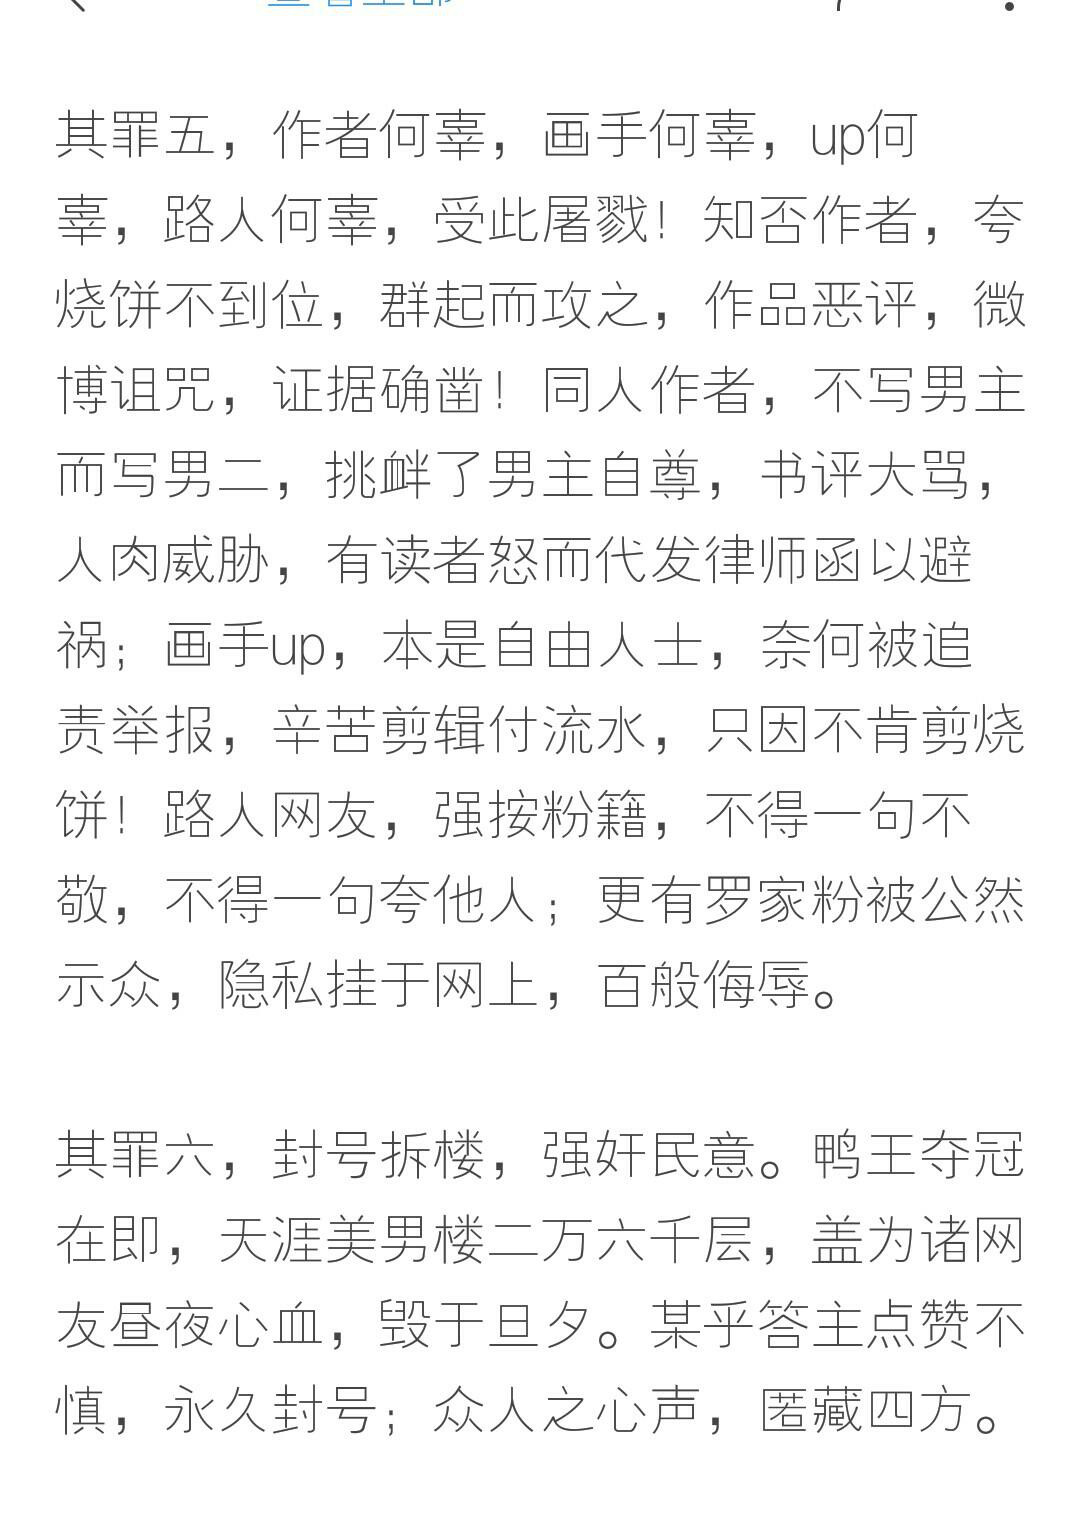 其罪五，作者何辜，画手何辜，up何
辜，路人何辜，受此屠戮！知否作者，夸
烧饼不到位，群起而攻之，作品恶评，微
博诅咒，证据确凿！同人作者，不写男主
而写男二，挑衅了男主自尊，书评大骂，
人肉威胁，有读者怒而代发律师函以避
祸；画手up，本是自由人士，奈何被追
责举报，辛苦剪辑付流水，只因不肯剪烧
饼！路人网友，强按粉籍，不得一句不
敬，不得一句夸他人；更有罗家粉被公然
示众，隐私挂于网上，百般侮辱。
其罪六，封号拆楼，强奸民意。鸭王夺冠
在即，天涯美男楼二万六千层，盖为诸网
友昼夜心血，毁于旦夕。某乎答主点赞不
慎，永久封号；众人之心声，匿藏四方。